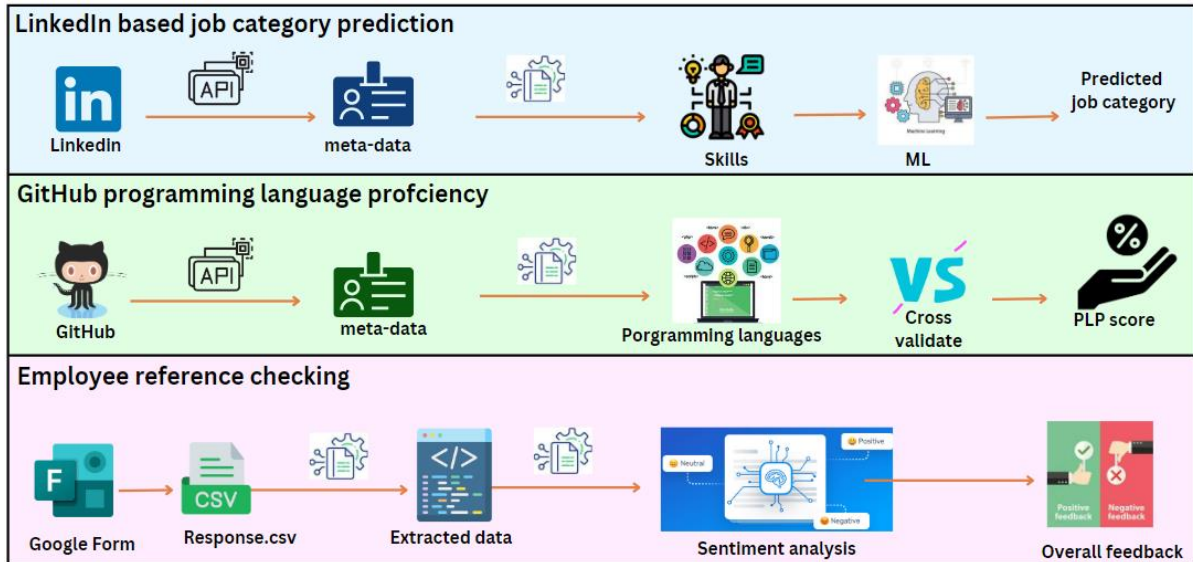 LinkedIn based job category prediction
in
API
LinkedIn
meta-data
Skills
Machine Learning
ML
Predicted
job category
GitHub programming language profciency
API
GitHub
meta-data
Porgramming languages
VS
Cross
validate
%
PLP score
Employee reference checking
F
Google Form
CSV
Response.csv
</>
Extracted data
Neutral
Positive
Negative
Sentiment analysis
Positive
feedback
Negative
feedback
Overall feedback